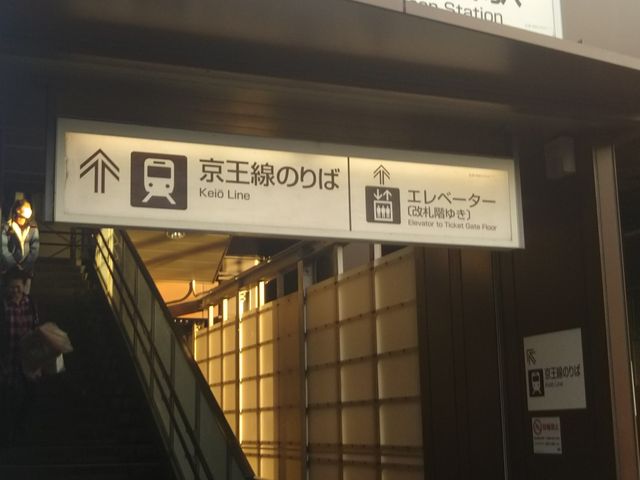 Station
京王線のりば
Keiō Line
エレベーター
〔改札階ゆき〕
Elevator to Ticket Gate Floor
京王線のりば
Keiō Line